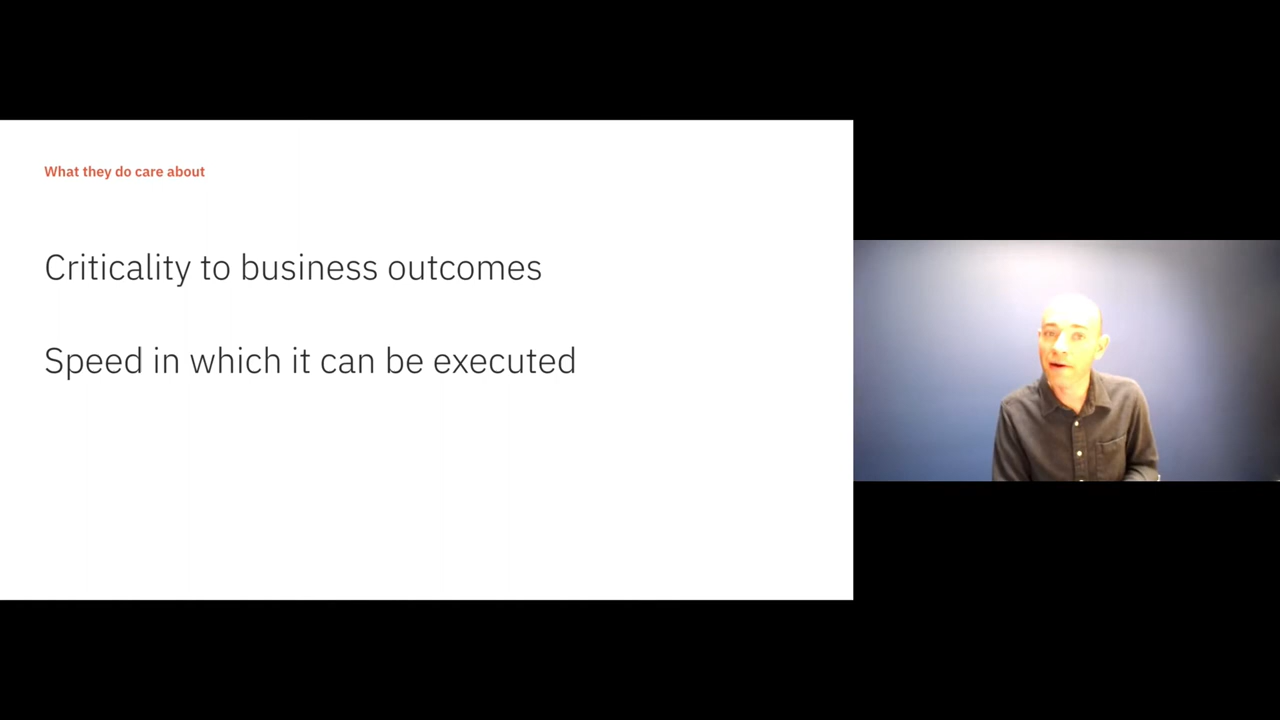 What they do care about
Criticality to business outcomes
Speed in which it can be executed